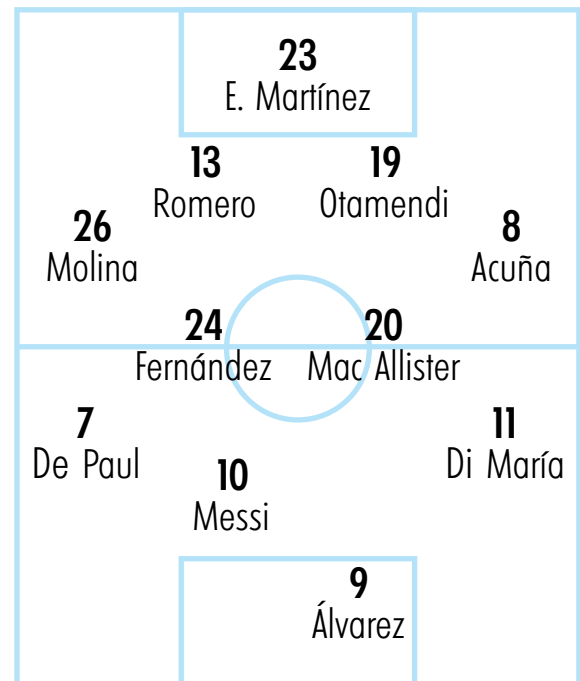 23
E. Martínez
13
Romero
19
Otamendi
26
Molina
8
Acuña
24
Fernández
20
Mac Allister
7
De Paul
11
Di María
10
Messi
9
Álvarez